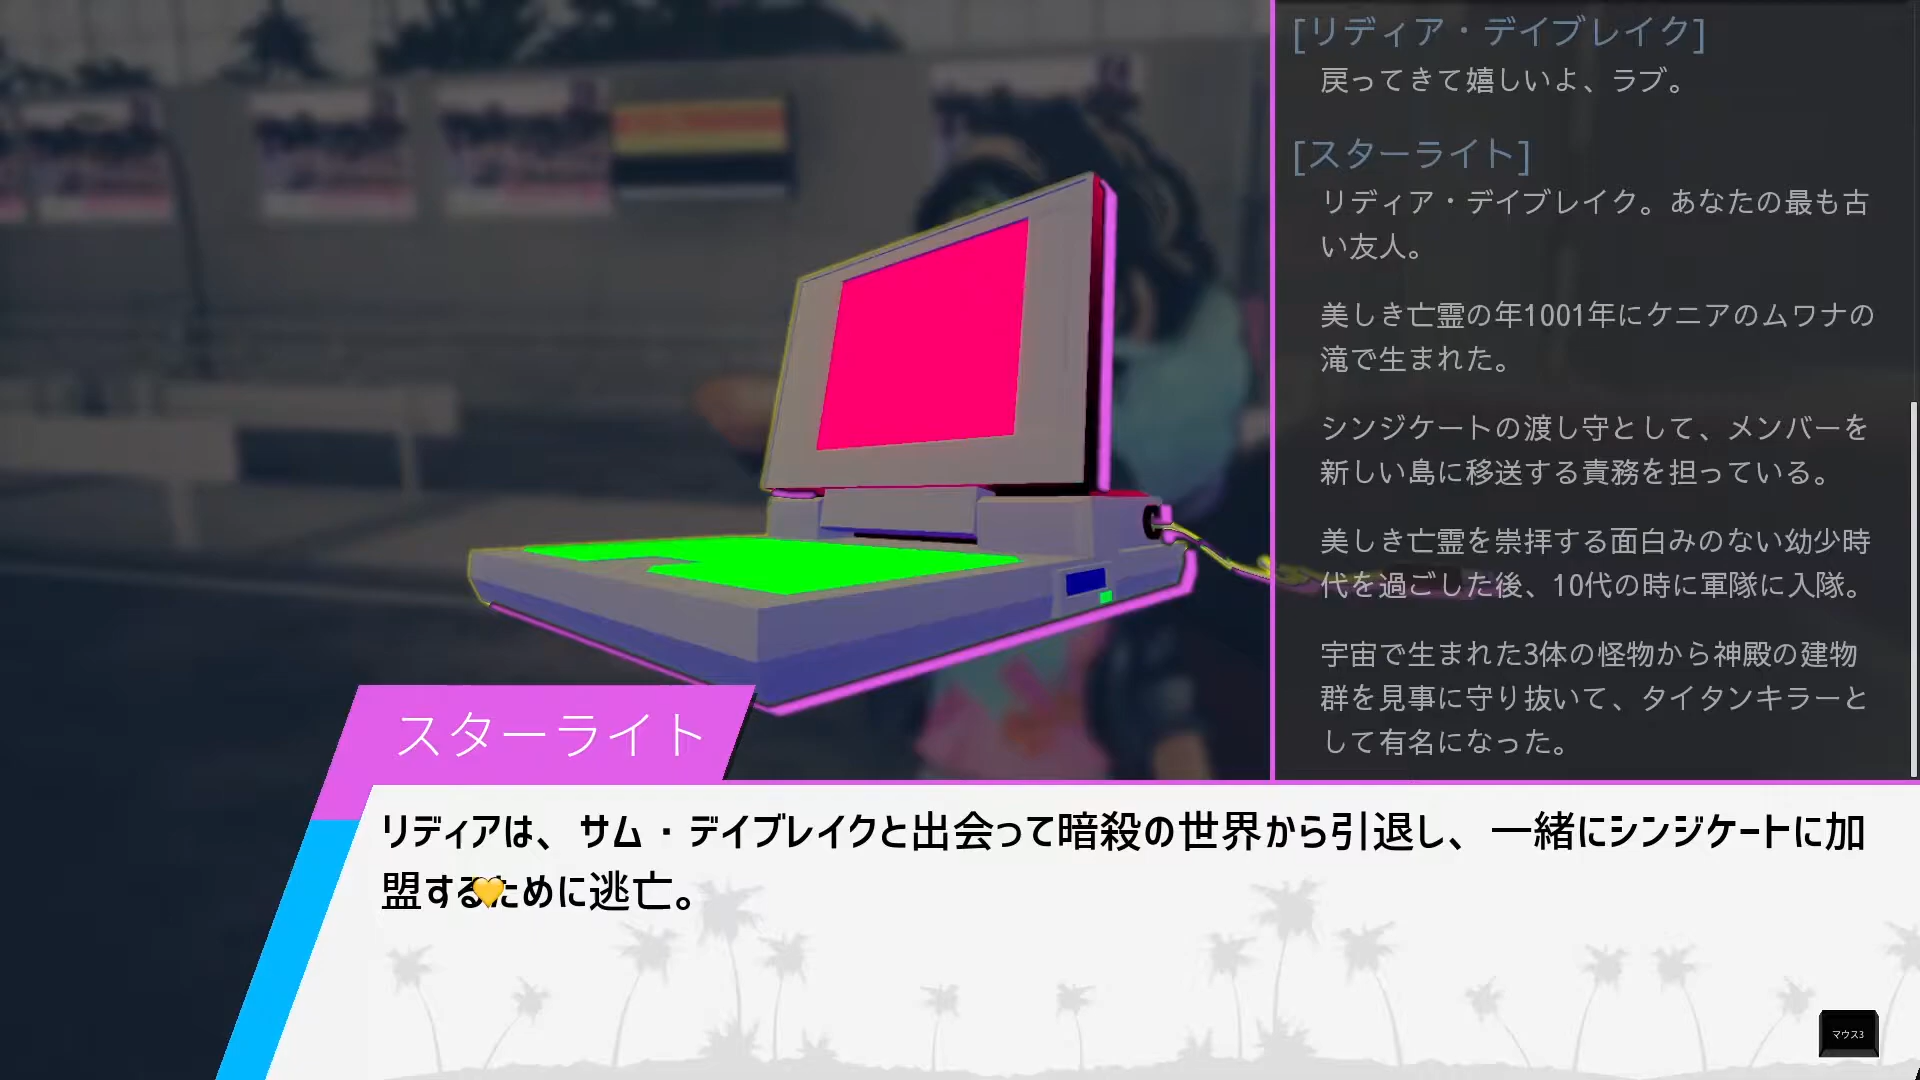 [リディア・デイブレイク]
戻ってきて嬉しいよ、ラブ。
[スターライト]
リディア・デイブレイク。あなたの最も古
い友人。
美しき亡霊の年1001年にケニアのムワナの
滝で生まれた。
シンジケートの渡し守として、メンバーを
新しい島に移送する責務を担っている。
美しき亡霊を崇拝する面白みのない幼少時
代を過ごした後、10代の時に軍隊に入隊。
宇宙で生まれた3体の怪物から神殿の建物
群を見事に守り抜いて、タイタンキラーと
して有名になった。
スターライト
リディアは、サム・デイブレイクと出会って暗殺の世界から引退し、一緒にシンジケートに加
盟するために逃亡。
マウス3